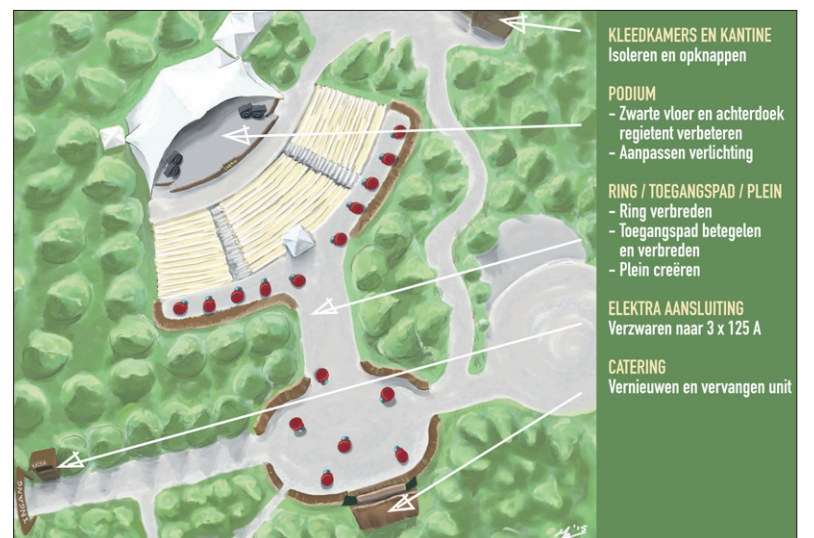 KLEEDKAMERS EN KANTINE
Isoleren en opknappen
PODIUM
- Zwarte vloer en achterdoek
regietent verbeteren
- Aanpassen verlichting
RING / TOEGANGSPAD / PLEIN
- Ring verbreden
- Toegangspad betegelen
en verbreden
- Plein creëren
ELEKTRA AANSLUITING
Verzwaren naar 3 x 125 A
CATERING
Vernieuwen en vervangen unit
INGANG